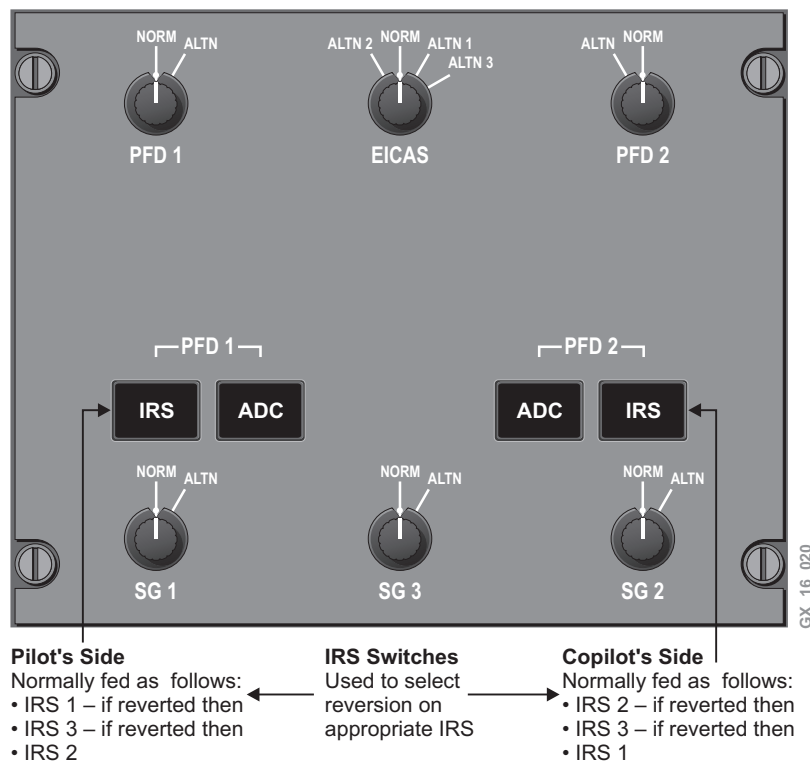 NORM ALTN
PFD 1
ALTN 2 NORM ALTN 1
ALTN 3
EICAS
ALTN NORM
PFD 2
PFD 1
IRS ADC
PFD 2
ADC IRS
NORM ALTN
SG 1
NORM ALTN
SG 3
NORM ALTN
SG 2
GX_16_020
Pilot's Side
Normally fed as follows:
• IRS 1 – if reverted then
• IRS 3 – if reverted then
• IRS 2
IRS Switches
Used to select
reversion on
appropriate IRS
Copilot's Side
Normally fed as follows:
• IRS 2 – if reverted then
• IRS 3 – if reverted then
• IRS 1